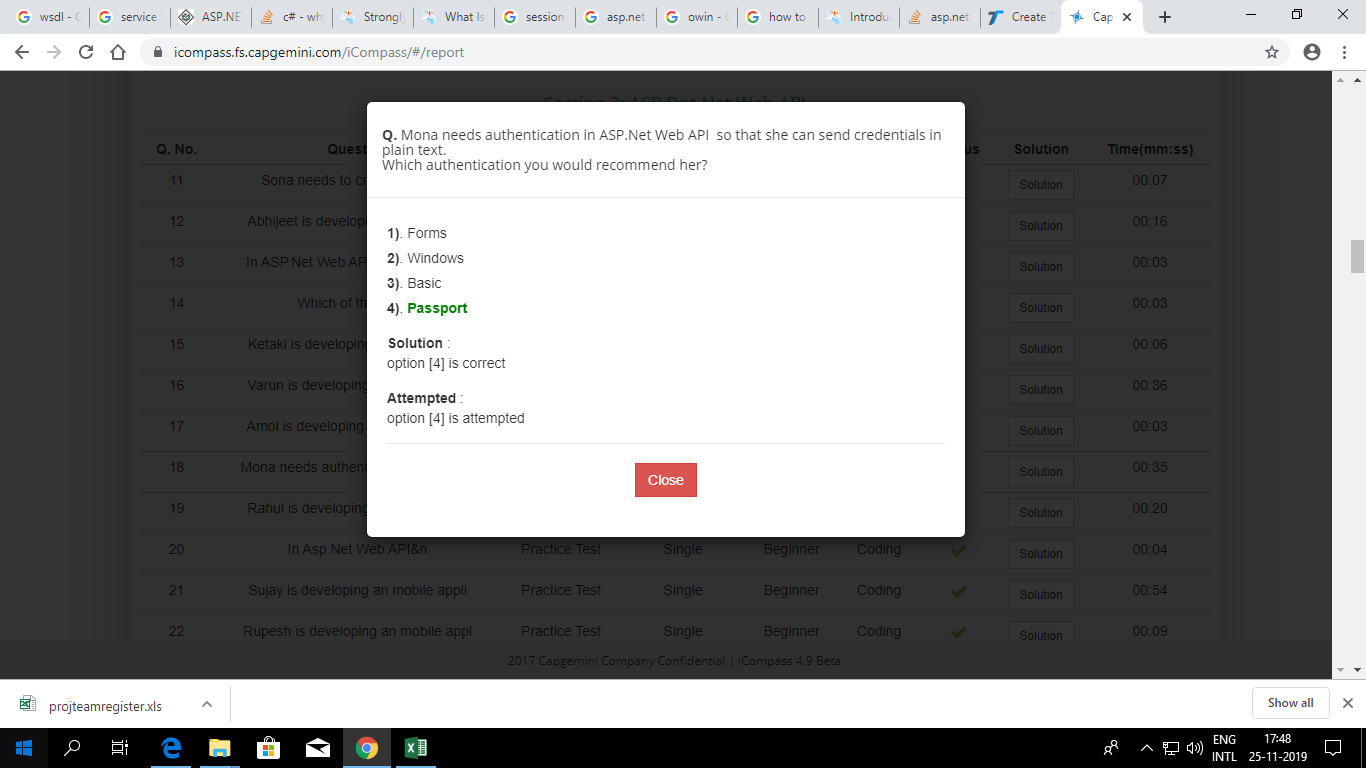 wsdl - G
service
ASP.NE
c# - wh
Strongly
What Is
session
asp.net
owin - G
how to
Introdu
asp.net
Create T
Cap
icompass.fs.capgemini.com/iCompass/#/report
Section 2: ASP Dot Net Web API
Q. No. Quest us Solution Time(mm:ss)
Q. Mona needs authentication in ASP.Net Web API so that she can send credentials in
plain text.
Which authentication you would recommend her?
1). Forms
2). Windows
3). Basic
4). Passport
Solution :
option [4] is correct
Attempted :
option [4] is attempted
Close
11 Sona needs to cr Solution 00:07
12 Abhijeet is develop Solution 00:16
13 In ASP.Net Web AP Solution 00:03
14 Which of th Solution 00:03
15 Ketaki is developing Solution 00:06
16 Varun is developing Solution 00:36
17 Amol is developing Solution 00:03
18 Mona needs authent Solution 00:35
19 Rahul is developing Solution 00:20
20 In Asp.Net Web API&n Practice Test Single Beginner Coding Solution 00:04
21 Sujay is developing an mobile appli Practice Test Single Beginner Coding Solution 00:54
22 Rupesh is developing an mobile appl Practice Test Single Beginner Coding Solution 00:09
2017 Capgemini Company Confidential | iCompass 4.9 Beta
projteamregister.xls
Show all
ENG
INTL
17:48
25-11-2019